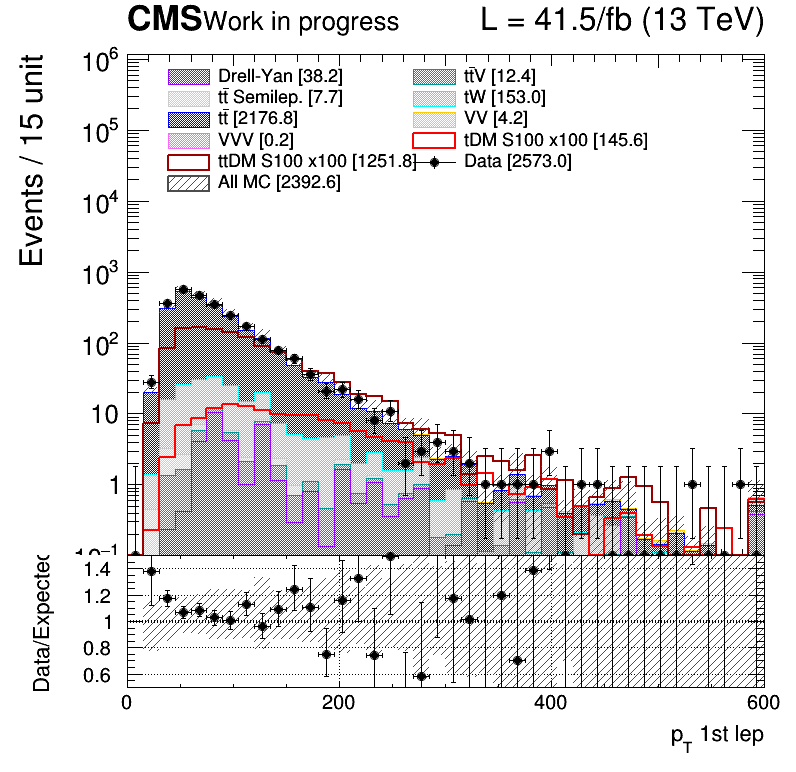 CMS Work in progress L = 41.5/fb (13 TeV)
Events / 15 unit
10⁶
10⁵
10⁴
10³
10²
10
1
10⁻¹
Drell-Yan [38.2]
tt̄ Semilep. [7.7]
tt̄ [2176.8]
VVV [0.2]
ttDM S100 x100 [1251.8]
All MC [2392.6]
tt̄V [12.4]
tW [153.0]
VV [4.2]
tDM S100 x100 [145.6]
Data [2573.0]
Data/Expected
1.4
1.2
1
0.8
0.6
0 200 400 600
p_T 1st lep